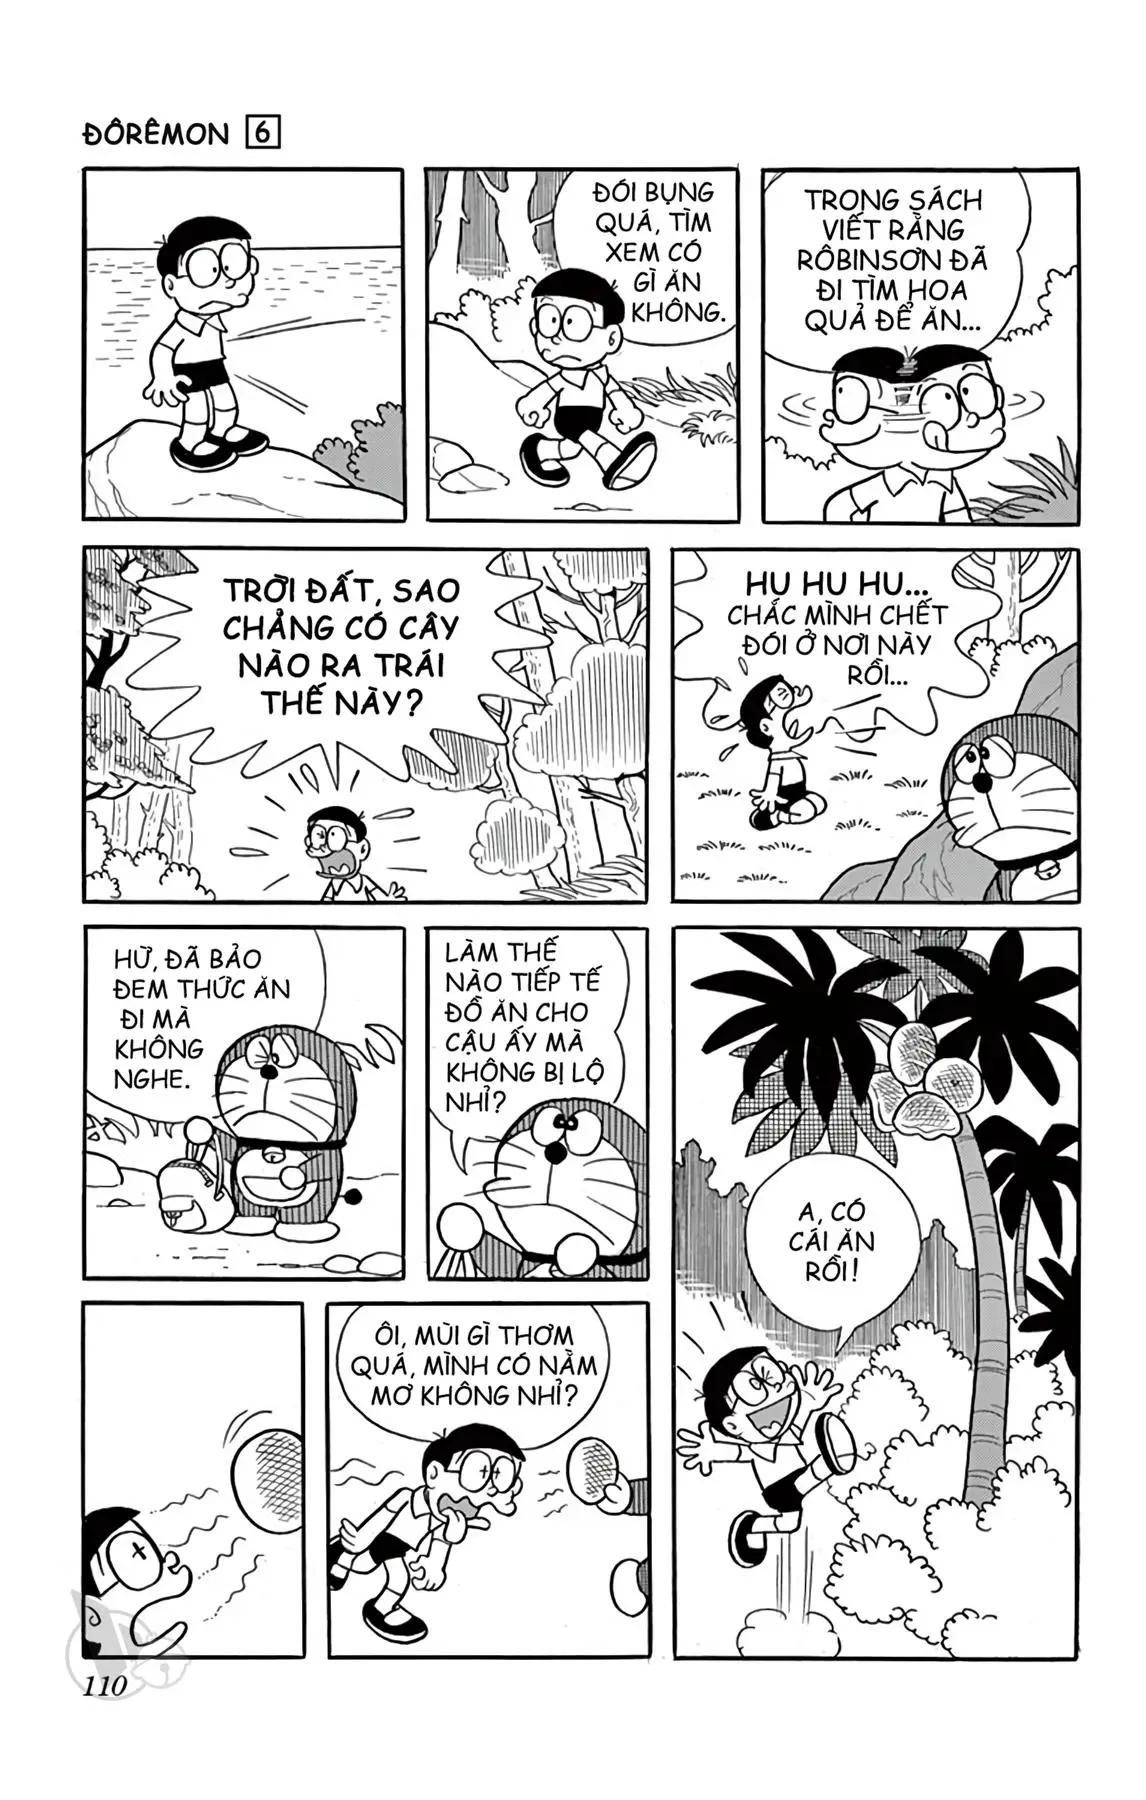 ĐÔRÊMON 6
ĐÓI BỤNG
QUÁ, TÌM
XEM CÓ
GÌ ĂN
KHÔNG.
TRONG SÁCH
VIẾT RẰNG
RÔBINSƠN ĐÃ
ĐI TÌM HOA
QUẢ ĐỂ ĂN...
TRỜI ĐẤT, SAO
CHẲNG CÓ CÂY
NÀO RA TRÁI
THẾ NÀY?
HU HU HU...
CHẮC MÌNH CHẾT
ĐÓI Ở NƠI NÀY
RỒI...
HỪ, ĐÃ BẢO
ĐEM THỨC ĂN
ĐI MÀ
KHÔNG
NGHE.
LÀM THẾ
NÀO TIẾP TẾ
ĐỒ ĂN CHO
CẬU ẤY MÀ
KHÔNG BỊ LỘ
NHỈ?
ÔI, MÙI GÌ THƠM
QUÁ, MÌNH CÓ NẰM
MƠ KHÔNG NHỈ?
A, CÓ
CÁI ĂN
RỒI!
110